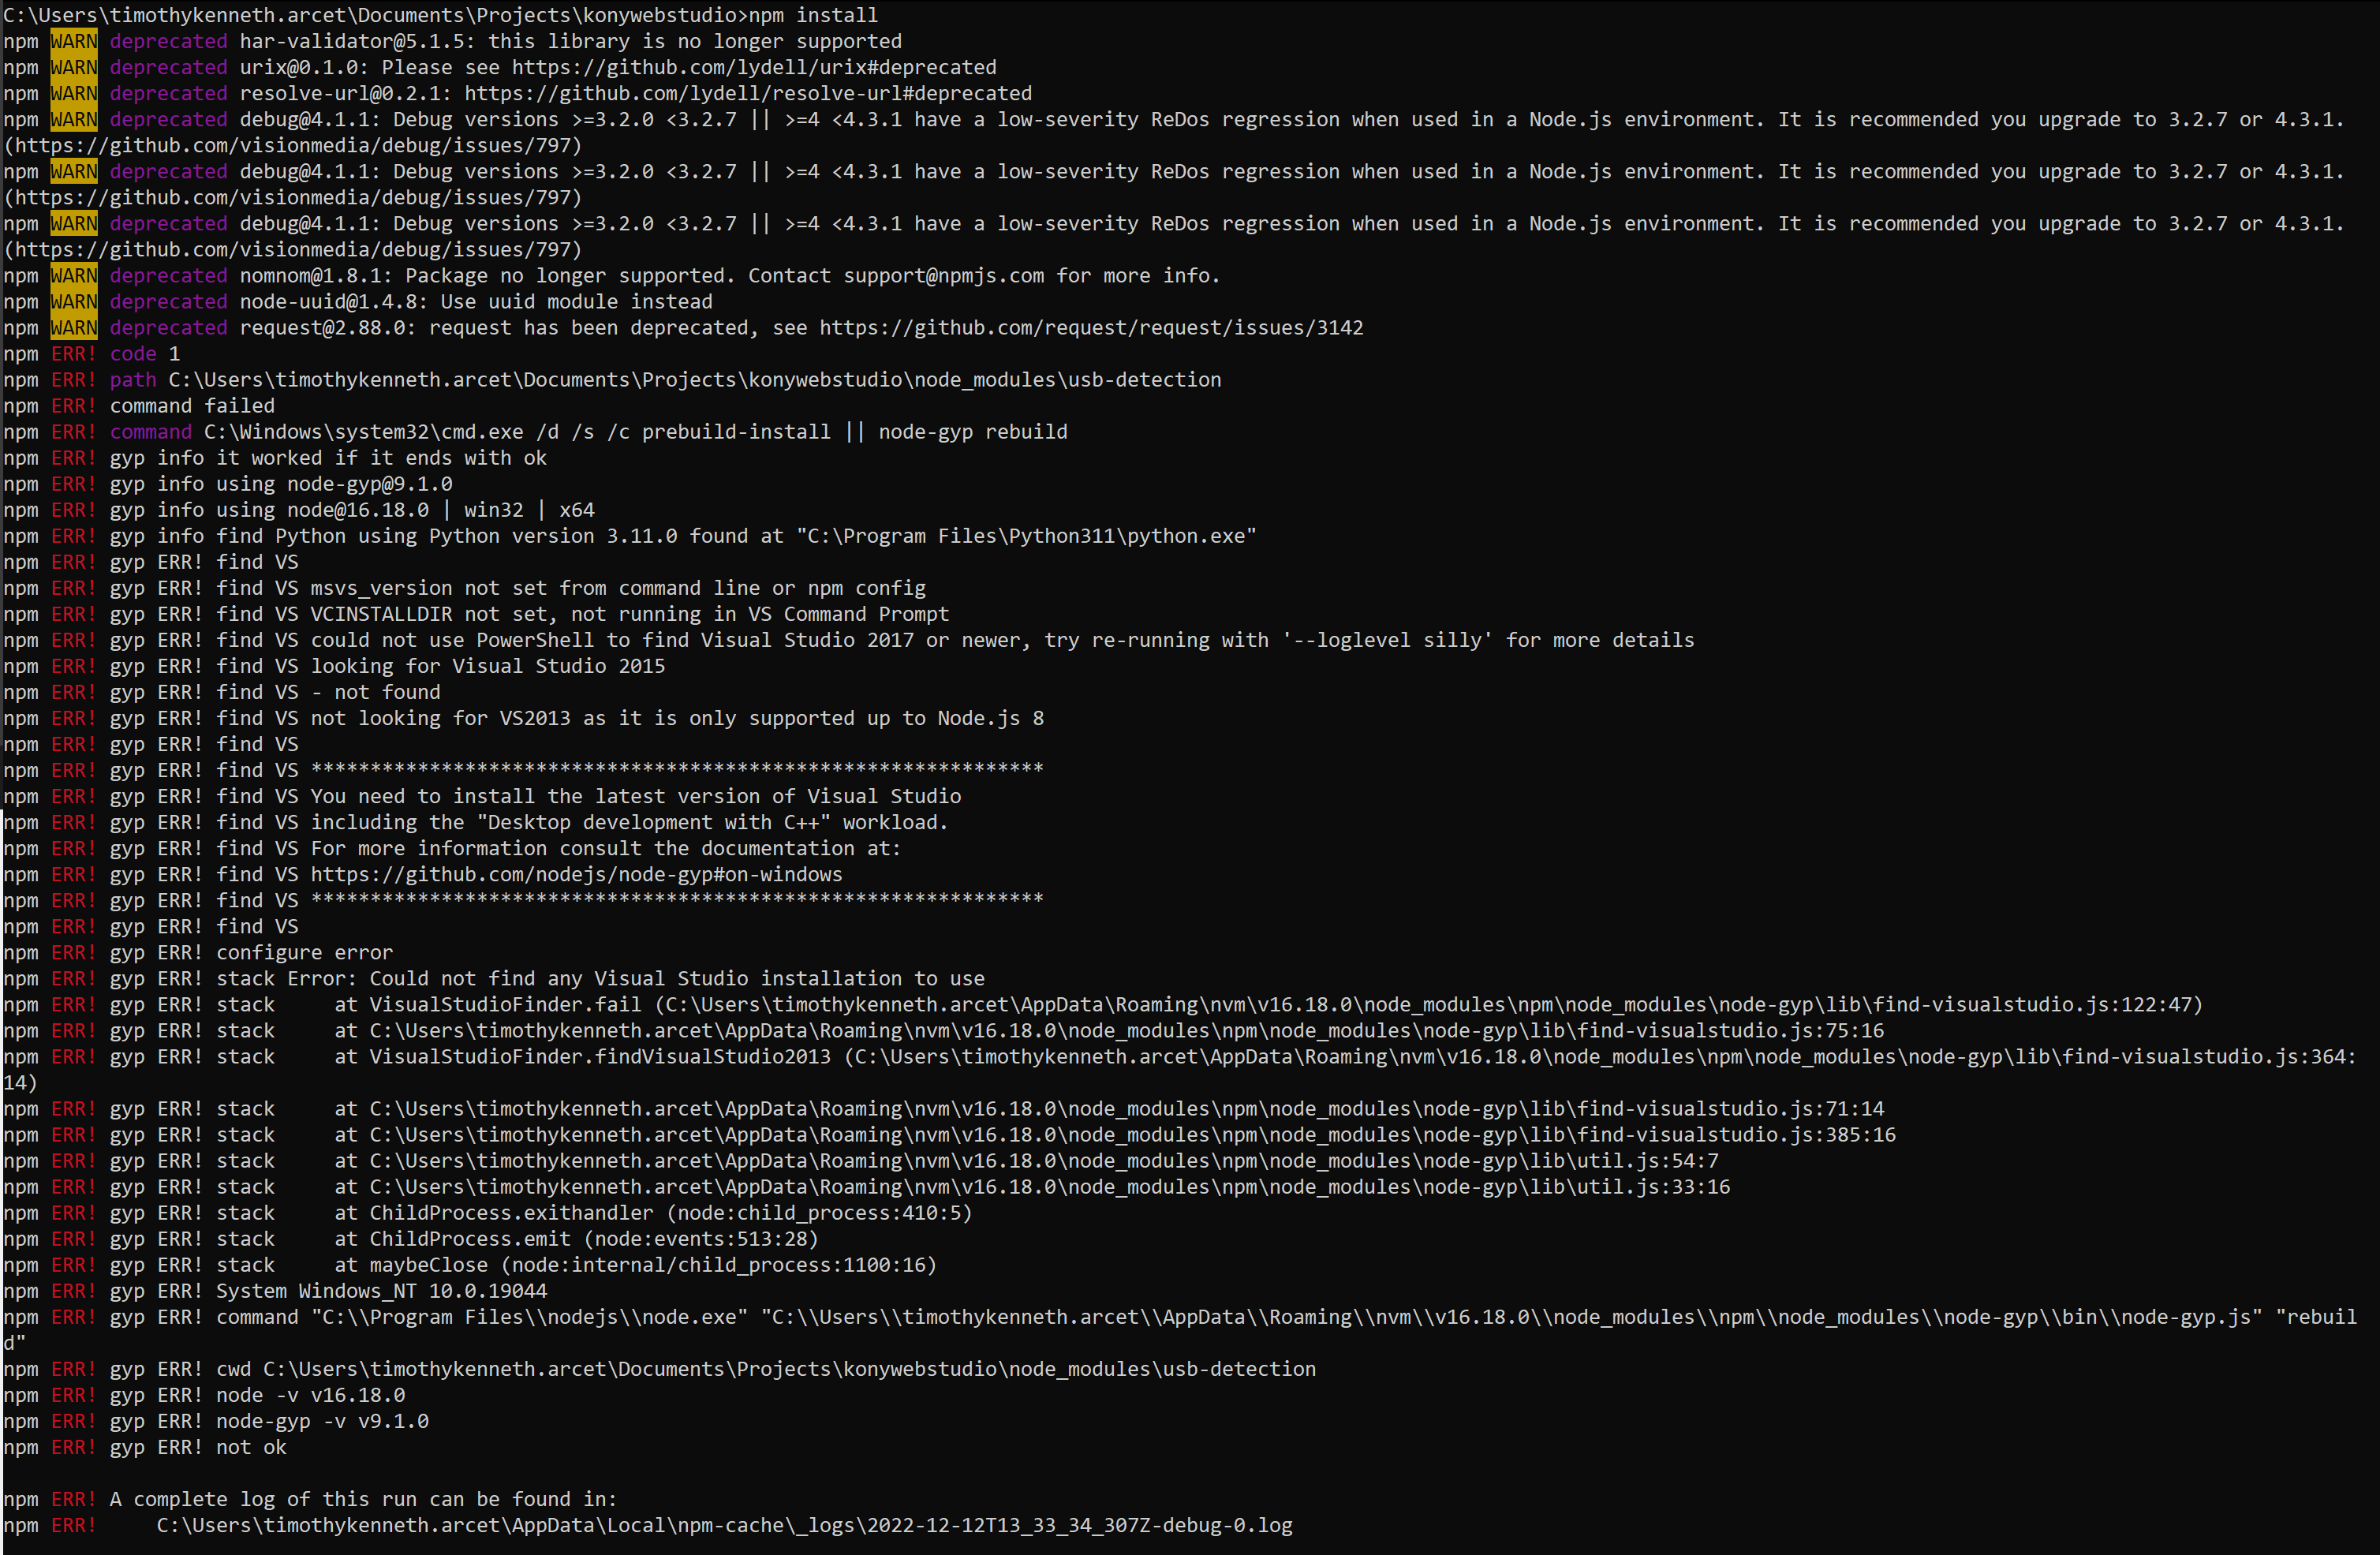 C:\Users\timothykenneth.arcet\Documents\Projects\konywebstudio>npm install
npm WARN deprecated har-validator@5.1.5: this library is no longer supported
npm WARN deprecated urix@0.1.0: Please see https://github.com/lydell/urix#deprecated
npm WARN deprecated resolve-url@0.2.1: https://github.com/lydell/resolve-url#deprecated
npm WARN deprecated debug@4.1.1: Debug versions >=3.2.0 <3.2.7 || >=4 <4.3.1 have a low-severity ReDos regression when used in a Node.js environment. It is recommended you upgrade to 3.2.7 or 4.3.1.
(https://github.com/visionmedia/debug/issues/797)
npm WARN deprecated debug@4.1.1: Debug versions >=3.2.0 <3.2.7 || >=4 <4.3.1 have a low-severity ReDos regression when used in a Node.js environment. It is recommended you upgrade to 3.2.7 or 4.3.1.
(https://github.com/visionmedia/debug/issues/797)
npm WARN deprecated debug@4.1.1: Debug versions >=3.2.0 <3.2.7 || >=4 <4.3.1 have a low-severity ReDos regression when used in a Node.js environment. It is recommended you upgrade to 3.2.7 or 4.3.1.
(https://github.com/visionmedia/debug/issues/797)
npm WARN deprecated nomnom@1.8.1: Package no longer supported. Contact support@npmjs.com for more info.
npm WARN deprecated node-uuid@1.4.8: Use uuid module instead
npm WARN deprecated request@2.88.0: request has been deprecated, see https://github.com/request/request/issues/3142
npm ERR! code 1
npm ERR! path C:\Users\timothykenneth.arcet\Documents\Projects\konywebstudio\node_modules\usb-detection
npm ERR! command failed
npm ERR! command C:\Windows\system32\cmd.exe /d /s /c prebuild-install || node-gyp rebuild
npm ERR! gyp info it worked if it ends with ok
npm ERR! gyp info using node-gyp@9.1.0
npm ERR! gyp info using node@16.18.0 | win32 | x64
npm ERR! gyp info find Python using Python version 3.11.0 found at "C:\Program Files\Python311\python.exe"
npm ERR! gyp ERR! find VS
npm ERR! gyp ERR! find VS msvs_version not set from command line or npm config
npm ERR! gyp ERR! find VS VCINSTALLDIR not set, not running in VS Command Prompt
npm ERR! gyp ERR! find VS could not use PowerShell to find Visual Studio 2017 or newer, try re-running with '--loglevel silly' for more details
npm ERR! gyp ERR! find VS looking for Visual Studio 2015
npm ERR! gyp ERR! find VS - not found
npm ERR! gyp ERR! find VS not looking for VS2013 as it is only supported up to Node.js 8
npm ERR! gyp ERR! find VS
npm ERR! gyp ERR! find VS **************************************************************
npm ERR! gyp ERR! find VS You need to install the latest version of Visual Studio
npm ERR! gyp ERR! find VS including the "Desktop development with C++" workload.
npm ERR! gyp ERR! find VS For more information consult the documentation at:
npm ERR! gyp ERR! find VS https://github.com/nodejs/node-gyp#on-windows
npm ERR! gyp ERR! find VS **************************************************************
npm ERR! gyp ERR! find VS
npm ERR! gyp ERR! configure error
npm ERR! gyp ERR! stack Error: Could not find any Visual Studio installation to use
npm ERR! gyp ERR! stack     at VisualStudioFinder.fail (C:\Users\timothykenneth.arcet\AppData\Roaming\nvm\v16.18.0\node_modules\npm\node_modules\node-gyp\lib\find-visualstudio.js:122:47)
npm ERR! gyp ERR! stack     at C:\Users\timothykenneth.arcet\AppData\Roaming\nvm\v16.18.0\node_modules\npm\node_modules\node-gyp\lib\find-visualstudio.js:75:16
npm ERR! gyp ERR! stack     at VisualStudioFinder.findVisualStudio2013 (C:\Users\timothykenneth.arcet\AppData\Roaming\nvm\v16.18.0\node_modules\npm\node_modules\node-gyp\lib\find-visualstudio.js:364:
14)
npm ERR! gyp ERR! stack     at C:\Users\timothykenneth.arcet\AppData\Roaming\nvm\v16.18.0\node_modules\npm\node_modules\node-gyp\lib\find-visualstudio.js:71:14
npm ERR! gyp ERR! stack     at C:\Users\timothykenneth.arcet\AppData\Roaming\nvm\v16.18.0\node_modules\npm\node_modules\node-gyp\lib\find-visualstudio.js:385:16
npm ERR! gyp ERR! stack     at C:\Users\timothykenneth.arcet\AppData\Roaming\nvm\v16.18.0\node_modules\npm\node_modules\node-gyp\lib\util.js:54:7
npm ERR! gyp ERR! stack     at C:\Users\timothykenneth.arcet\AppData\Roaming\nvm\v16.18.0\node_modules\npm\node_modules\node-gyp\lib\util.js:33:16
npm ERR! gyp ERR! stack     at ChildProcess.exithandler (node:child_process:410:5)
npm ERR! gyp ERR! stack     at ChildProcess.emit (node:events:513:28)
npm ERR! gyp ERR! stack     at maybeClose (node:internal/child_process:1100:16)
npm ERR! gyp ERR! System Windows_NT 10.0.19044
npm ERR! gyp ERR! command "C:\\Program Files\\nodejs\\node.exe" "C:\\Users\\timothykenneth.arcet\\AppData\\Roaming\\nvm\\v16.18.0\\node_modules\\npm\\node_modules\\node-gyp\\bin\\node-gyp.js" "rebuil
d"
npm ERR! gyp ERR! cwd C:\Users\timothykenneth.arcet\Documents\Projects\konywebstudio\node_modules\usb-detection
npm ERR! gyp ERR! node -v v16.18.0
npm ERR! gyp ERR! node-gyp -v v9.1.0
npm ERR! gyp ERR! not ok
npm ERR! A complete log of this run can be found in:
npm ERR!     C:\Users\timothykenneth.arcet\AppData\Local\npm-cache\_logs\2022-12-12T13_33_34_307Z-debug-0.log